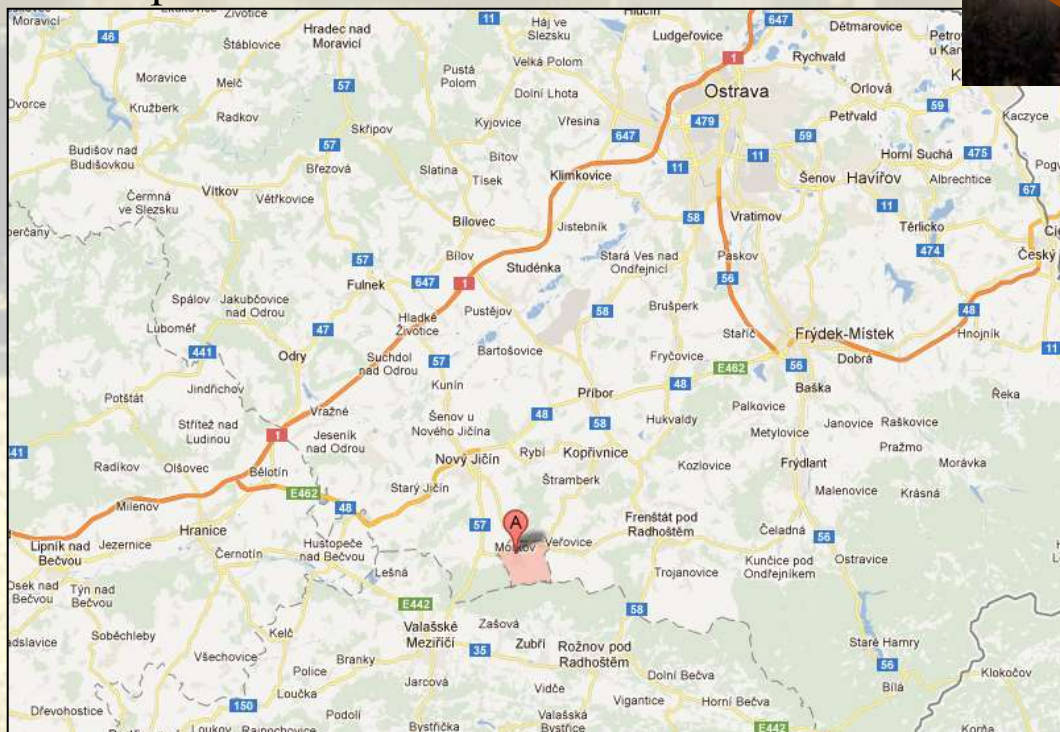 46
Hradec nad
Moravicí
11
Háj ve
Slezsku
Ludgeřovice
647
Dětmarovice
Štáblovice
1
Rychvald
Moravice
Melč
57
Pustá
Polom
Velká Polom
Ostrava
Orlová
Kružberk
Dolní Lhota
59
Radkov
Skřipov
Kyjovice
Vřesina
647
479
Petřvald
Kaczyce
Budišov nad
Budišovkou
57
Bítov
59
Horní Suchá
475
Březová
Slatina
Tísek
Klimkovice
11
11
Šenov
Havířov
Albrechtice
67
Čermná
ve Slezsku
Vítkov
Větřkovice
58
Vratimov
11
Bílovec
Jistebník
Těrlicko
Bílov
Stará Ves nad
Ondřejnicí
Paskov
474
Český
57
Studénka
Fulnek
647
1
56
Spálov
Jakubčovice
nad Odrou
Hladké
Životice
Pustějov
58
Brušperk
48
Luboměř
47
Staříč
Frýdek-Místek
Hnojník
441
Odry
Suchdol
nad Odrou
57
Bartošovice
Fryčovice
E462
56
Dobrá
11
Jindřichov
Kunín
Příbor
48
Baška
Řeka
Potštát
Vražné
Šenov u
Nového Jičína
48
Hukvaldy
Palkovice
Střítež nad
Ludinou
1
Jeseník
nad Odrou
58
Metylovice
Janovice
Raškovice
Nový Jičín
Rybí
Kopřivnice
Pražmo
Radíkov
Olšovec
Bělotín
Starý Jičín
Kozlovice
Frýdlant
Morávka
E462
Štramberk
Malenovice
Krásná
Milenov
48
57
A
Frenštát pod
Radhoštěm
Čeladná
Hranice
Hustopeče
nad Bečvou
Veřovice
56
Lipník nad
Bečvou
Jezernice
Černotín
Kunčice pod
Ondřejníkem
Ostravice
Lešná
Trojanovice
Týn nad
Bečvou
E442
58
Zašová
Valašské
Meziříčí
Soběchleby
Kelč
Zubří
Rožnov pod
Radhoštěm
Staré Hamry
35
Všechovice
Branky
56
Police
Dolní Bečva
Klokočov
Loučka
Jarcová
Vidče
Bílá
150
Vigantice
Horní Bečva
Dřevohostice
Podolí
Valašská
Bystřice
Loukov
Rajnochovice
Bystřička
E442
Korňa